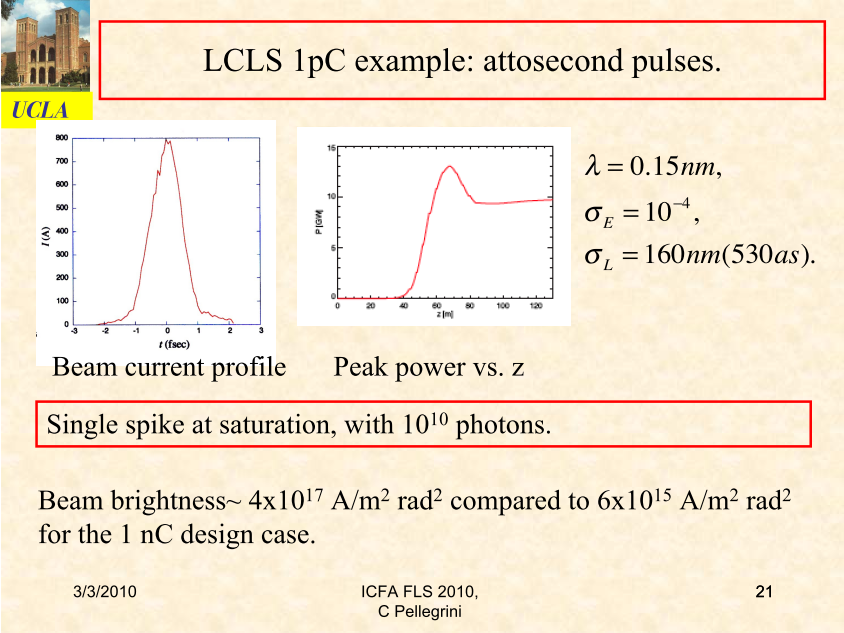 LCLS 1pC example: attosecond pulses.
UCLA
800
700
600
500
400
300
200
100
0
I (A)
-3 -2 -1 0 1 2 3
t (fsec)
15
10
5
0
P [GW]
0 20 40 60 80 100 120
z [m]
λ = 0.15nm,
σ_E = 10⁻⁴,
σ_L = 160nm(530as).
Beam current profile
Peak power vs. z
Single spike at saturation, with 10¹⁰ photons.
Beam brightness~ 4x10¹⁷ A/m² rad² compared to 6x10¹⁵ A/m² rad²
for the 1 nC design case.
3/3/2010
ICFA FLS 2010,
C Pellegrini
21